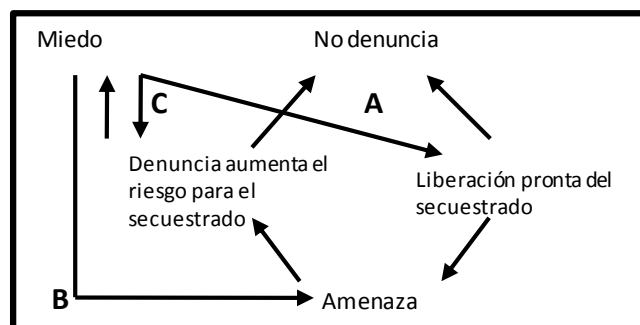 Miedo
No denuncia
C
A
Denuncia aumenta el
riesgo para el
secuestrado
Liberación pronta del
secuestrado
B
Amenaza